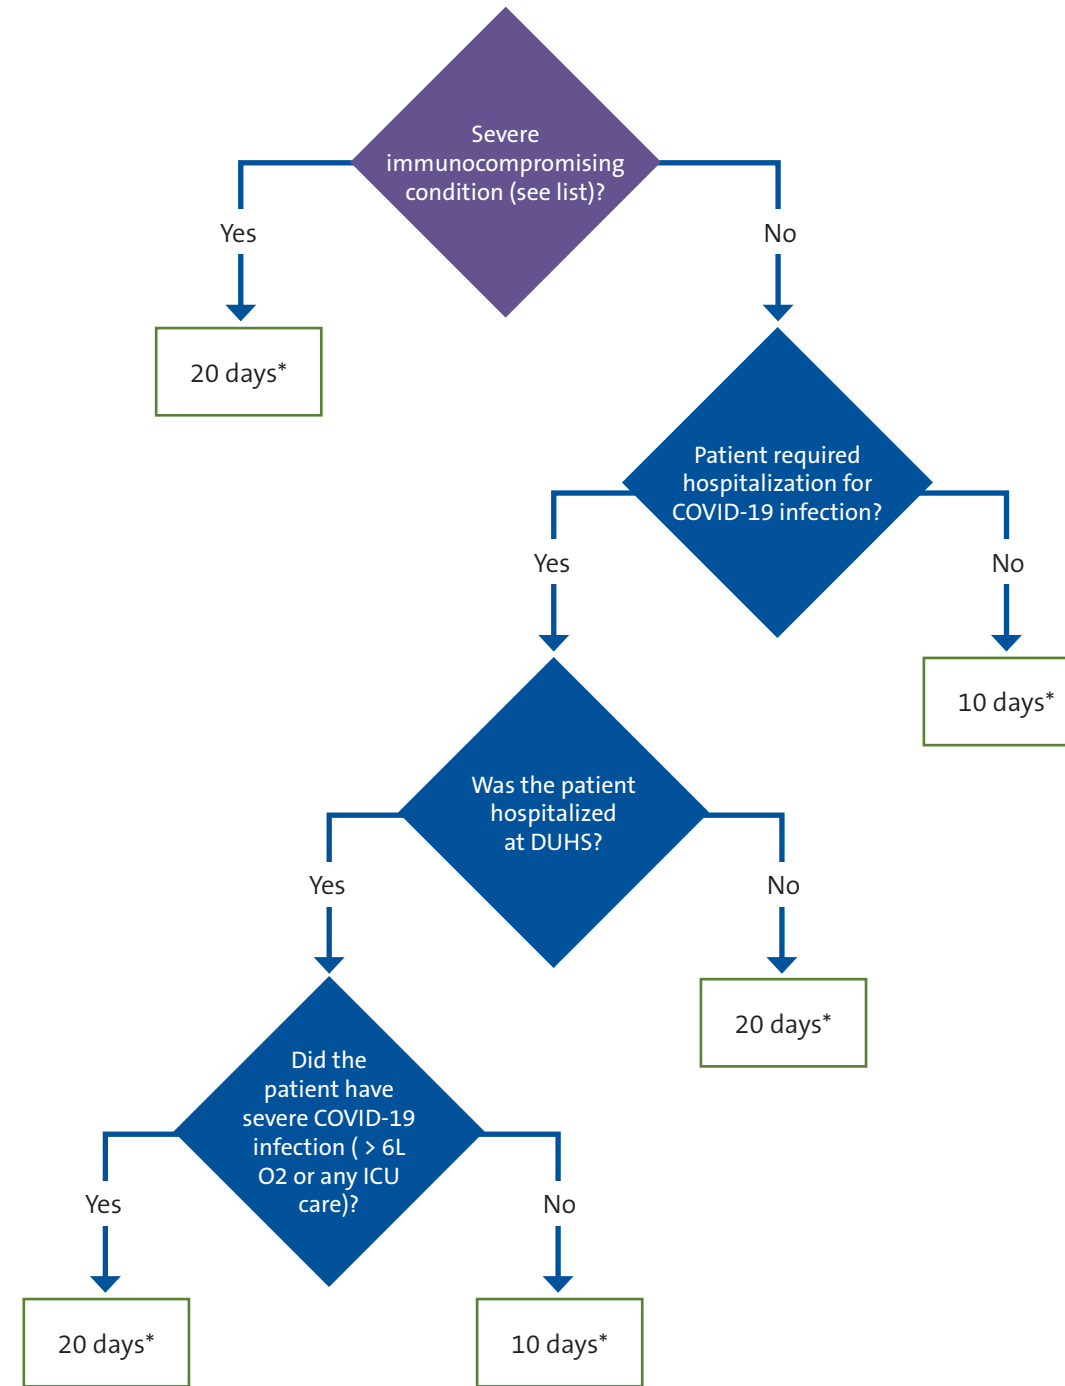 Severe
immunocompromising
condition (see list)?
Yes
No
20 days*
Patient required
hospitalization for
COVID-19 infection?
Yes
No
10 days*
Was the patient
hospitalized
at DUHS?
Yes
No
20 days*
Did the
patient have
severe COVID-19
infection ( > 6L
O2 or any ICU
care)?
Yes
No
20 days*
10 days*